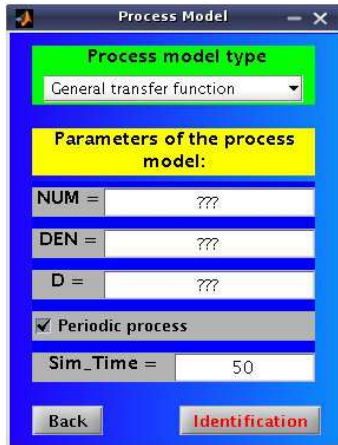 Process Model
Process model type
General transfer function
Parameters of the process
model:
NUM = ???
DEN = ???
D = ???
Periodic process
Sim_Time = 50
Back Identification